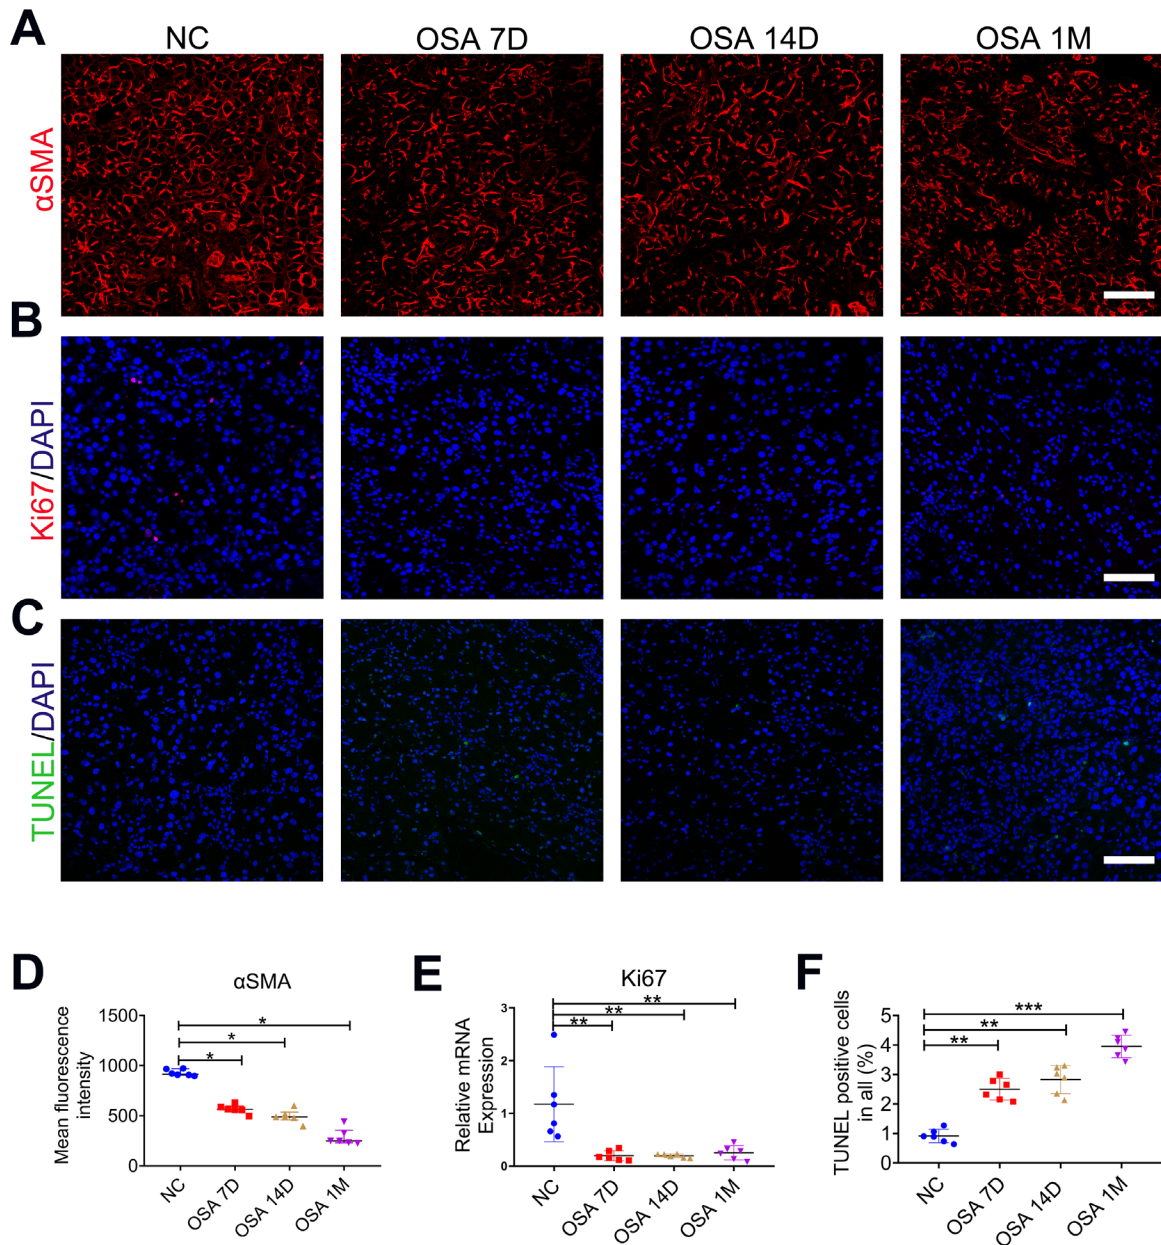 A
NC
OSA 7D
OSA 14D
OSA 1M
αSMA
B
Ki67/DAPI
C
TUNEL/DAPI
D
αSMA
Mean fluorescence
intensity
1500
1000
500
0
*
*
*
NC
OSA 7D
OSA 14D
OSA 1M
E
Ki67
Relative mRNA
Expression
3
2
1
0
**
**
**
NC
OSA 7D
OSA 14D
OSA 1M
F
TUNEL positive cells
in all (%)
5
4
3
2
1
0
***
**
**
NC
OSA 7D
OSA 14D
OSA 1M